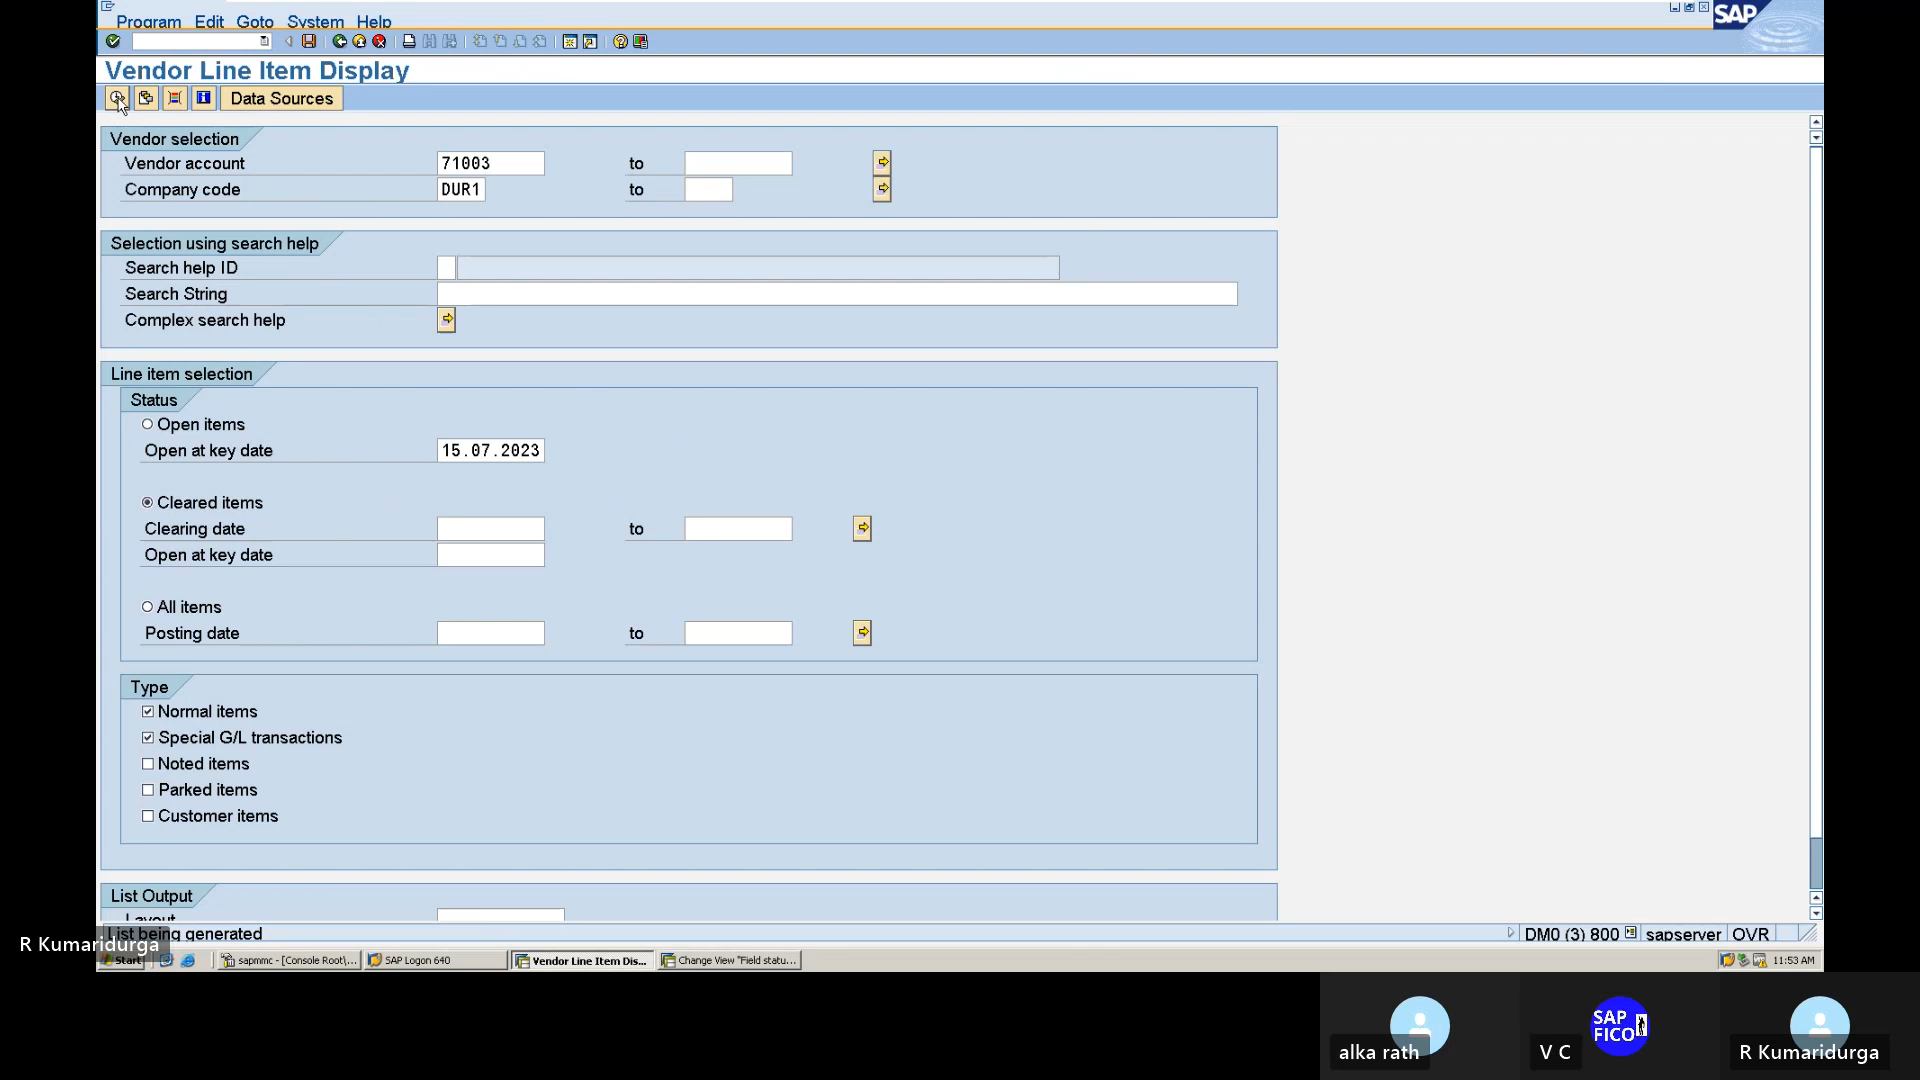 Program Edit Goto System Help
SAP
Vendor Line Item Display
Data Sources
Vendor selection
Vendor account 71003 to
Company code DUR1 to
Selection using search help
Search help ID
Search String
Complex search help
Line item selection
Status
Open items
Open at key date 15.07.2023
Cleared items
Clearing date to
Open at key date
All items
Posting date to
Type
Normal items
Special G/L transactions
Noted items
Parked items
Customer items
List Output
Layout
List being generated DM0 (3) 800 sapserver OVR
R Kumaridurga
Start sapmmc - [Console Root\... SAP Logon 640 Vendor Line Item Dis... Change View "Field statu... 11:53 AM
SAP FICO
alka rath V C R Kumaridurga